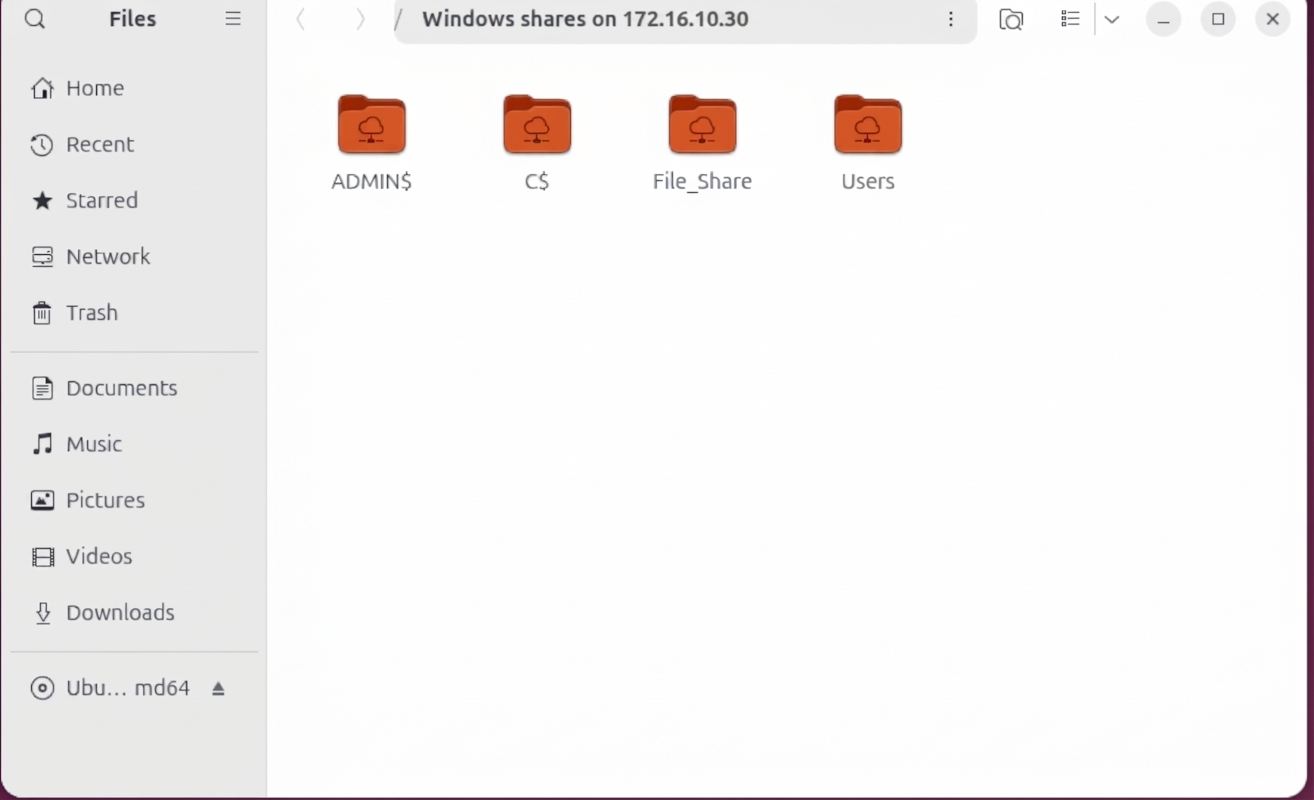 Files
Home
Recent
Starred
Network
Trash
Documents
Music
Pictures
Videos
Downloads
Ubu... md64
/ Windows shares on 172.16.10.30
ADMIN$
C$
File_Share
Users